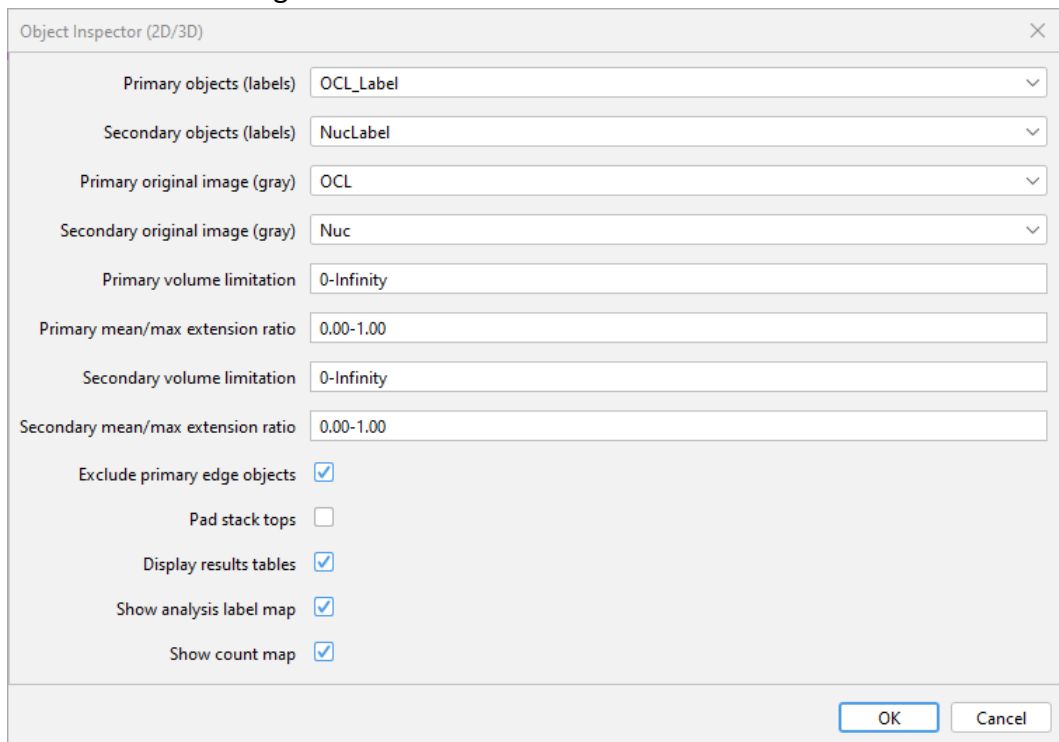 Object Inspector (2D/3D)
Primary objects (labels) OCL_Label
Secondary objects (labels) NucLabel
Primary original image (gray) OCL
Secondary original image (gray) Nuc
Primary volume limitation 0-Infinity
Primary mean/max extension ratio 0.00-1.00
Secondary volume limitation 0-Infinity
Secondary mean/max extension ratio 0.00-1.00
Exclude primary edge objects
Pad stack tops
Display results tables
Show analysis label map
Show count map
OK Cancel